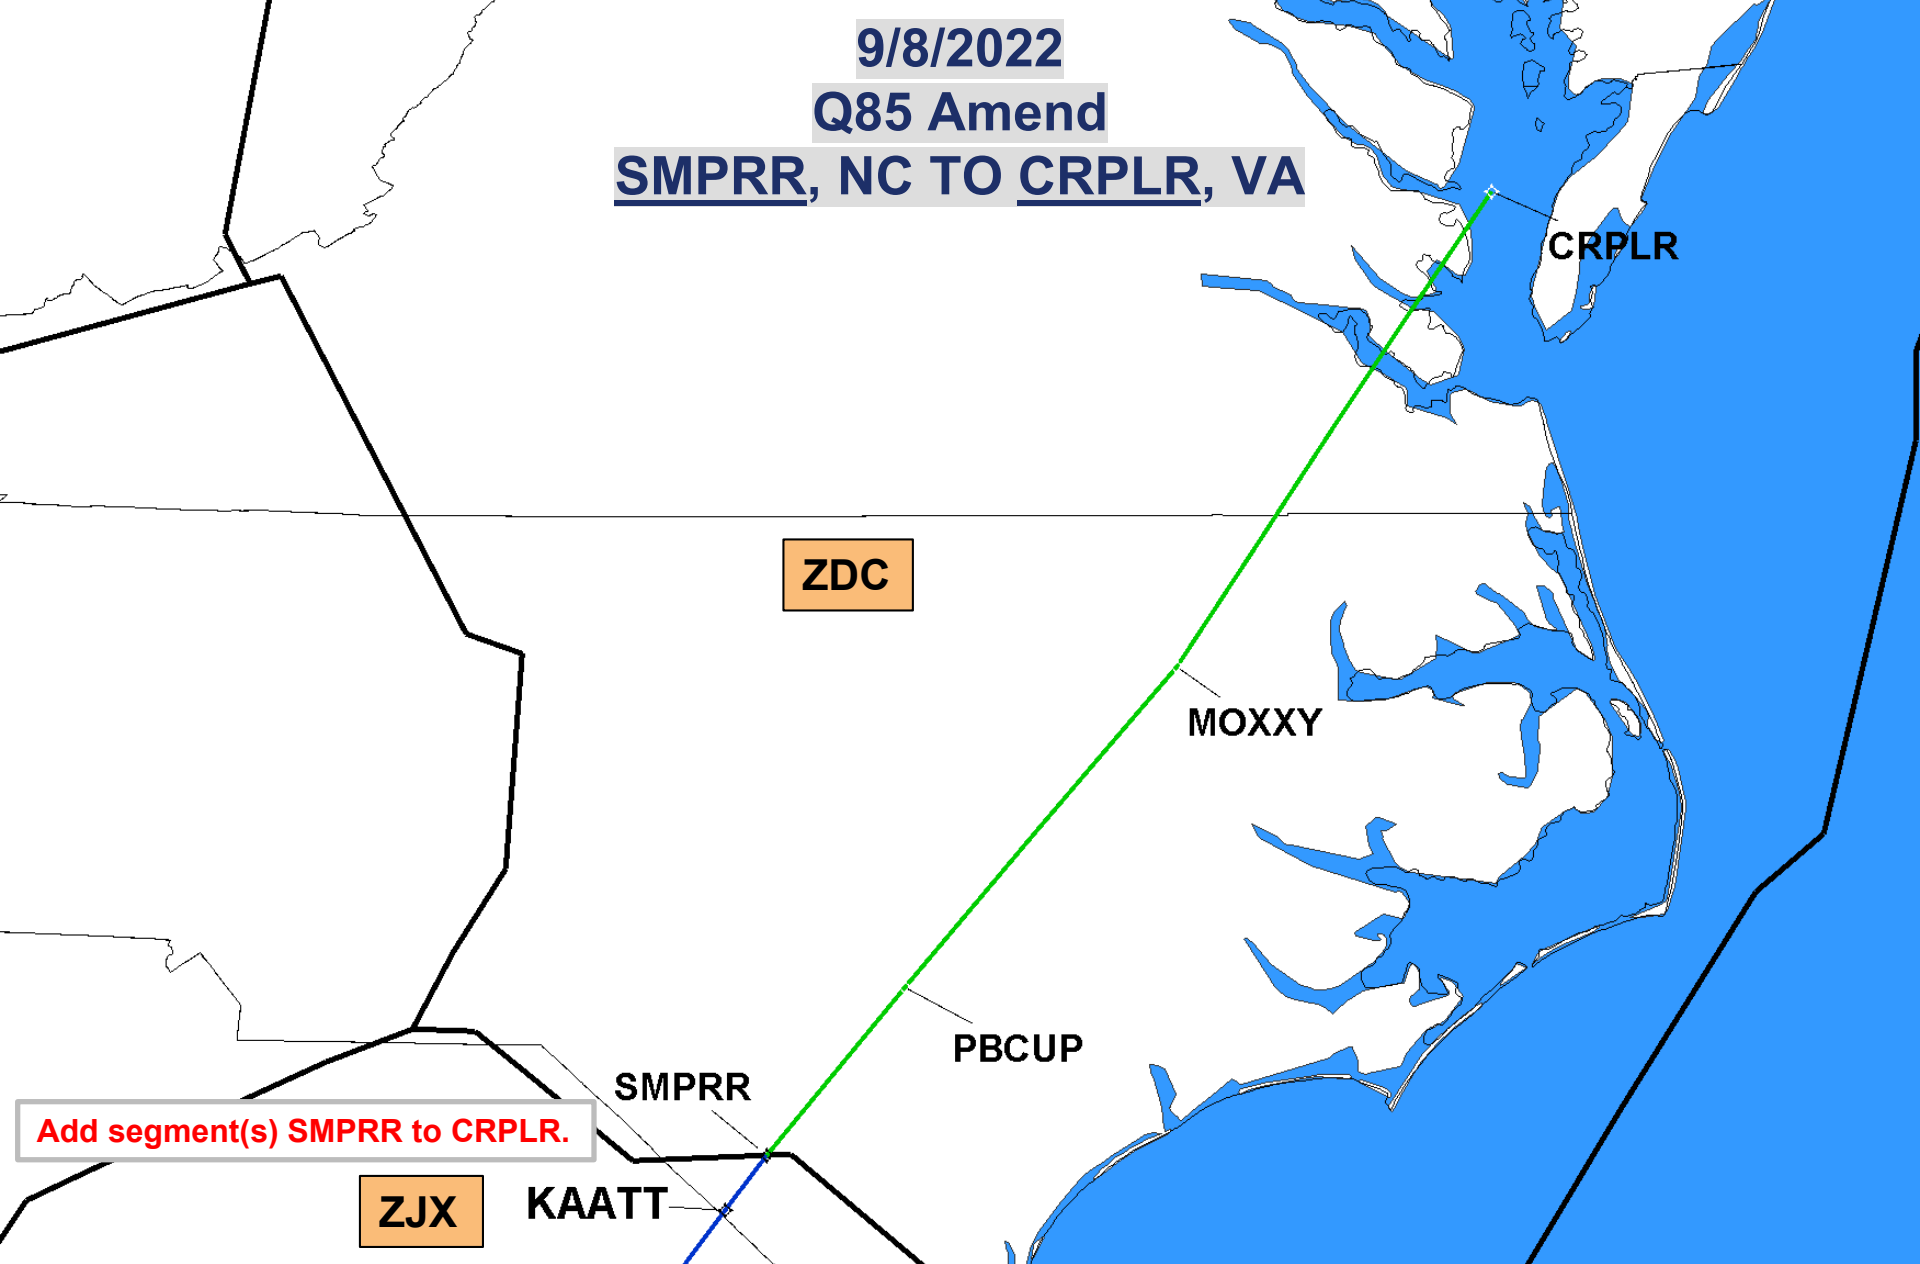 9/8/2022
Q85 Amend
SMPRR, NC TO CRPLR, VA
CRPLR
ZDC
MOXXY
PBCUP
SMPRR
Add segment(s) SMPRR to CRPLR.
KAATT
ZJX